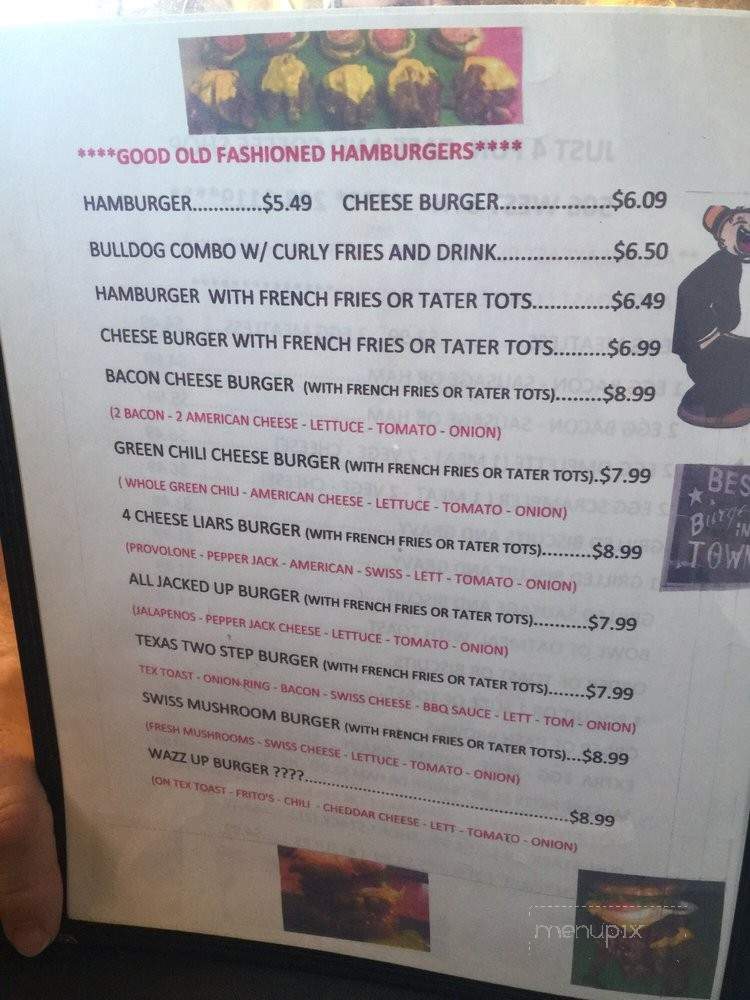 ****GOOD OLD FASHIONED HAMBURGERS****
HAMBURGER.............$5.49 CHEESE BURGER.....................$6.09
BULLDOG COMBO W/ CURLY FRIES AND DRINK.....................$6.50
HAMBURGER WITH FRENCH FRIES OR TATER TOTS..............$6.49
CHEESE BURGER WITH FRENCH FRIES OR TATER TOTS.........$6.99
BACON CHEESE BURGER (WITH FRENCH FRIES OR TATER TOTS)........$8.99
(2 BACON - 2 AMERICAN CHEESE - LETTUCE - TOMATO - ONION)
GREEN CHILI CHEESE BURGER (WITH FRENCH FRIES OR TATER TOTS).$7.99
( WHOLE GREEN CHILI - AMERICAN CHEESE - LETTUCE - TOMATO - ONION)
4 CHEESE LIARS BURGER (WITH FRENCH FRIES OR TATER TOTS).........$8.99
(PROVOLONE - PEPPER JACK - AMERICAN - SWISS - LETT - TOMATO - ONION)
ALL JACKED UP BURGER (WITH FRENCH FRIES OR TATER TOTS)..........$7.99
(JALAPENOS - PEPPER JACK CHEESE - LETTUCE - TOMATO - ONION)
TEXAS TWO STEP BURGER (WITH FRENCH FRIES OR TATER TOTS).......$7.99
TEX TOAST - ONION-RING - BACON - SWISS CHEESE - BBQ SAUCE - LETT - TOM - ONION)
SWISS MUSHROOM BURGER (WITH FRENCH FRIES OR TATER TOTS)...$8.99
(FRESH MUSHROOMS - SWISS CHEESE - LETTUCE - TOMATO - ONION)
WAZZ UP BURGER ????..................................................$8.99
(ON TEX TOAST - FRITO'S - CHILI - CHEDDAR CHEESE - LETT - TOMATO - ONION)
BES
Burge
IN
TOWN
menupix